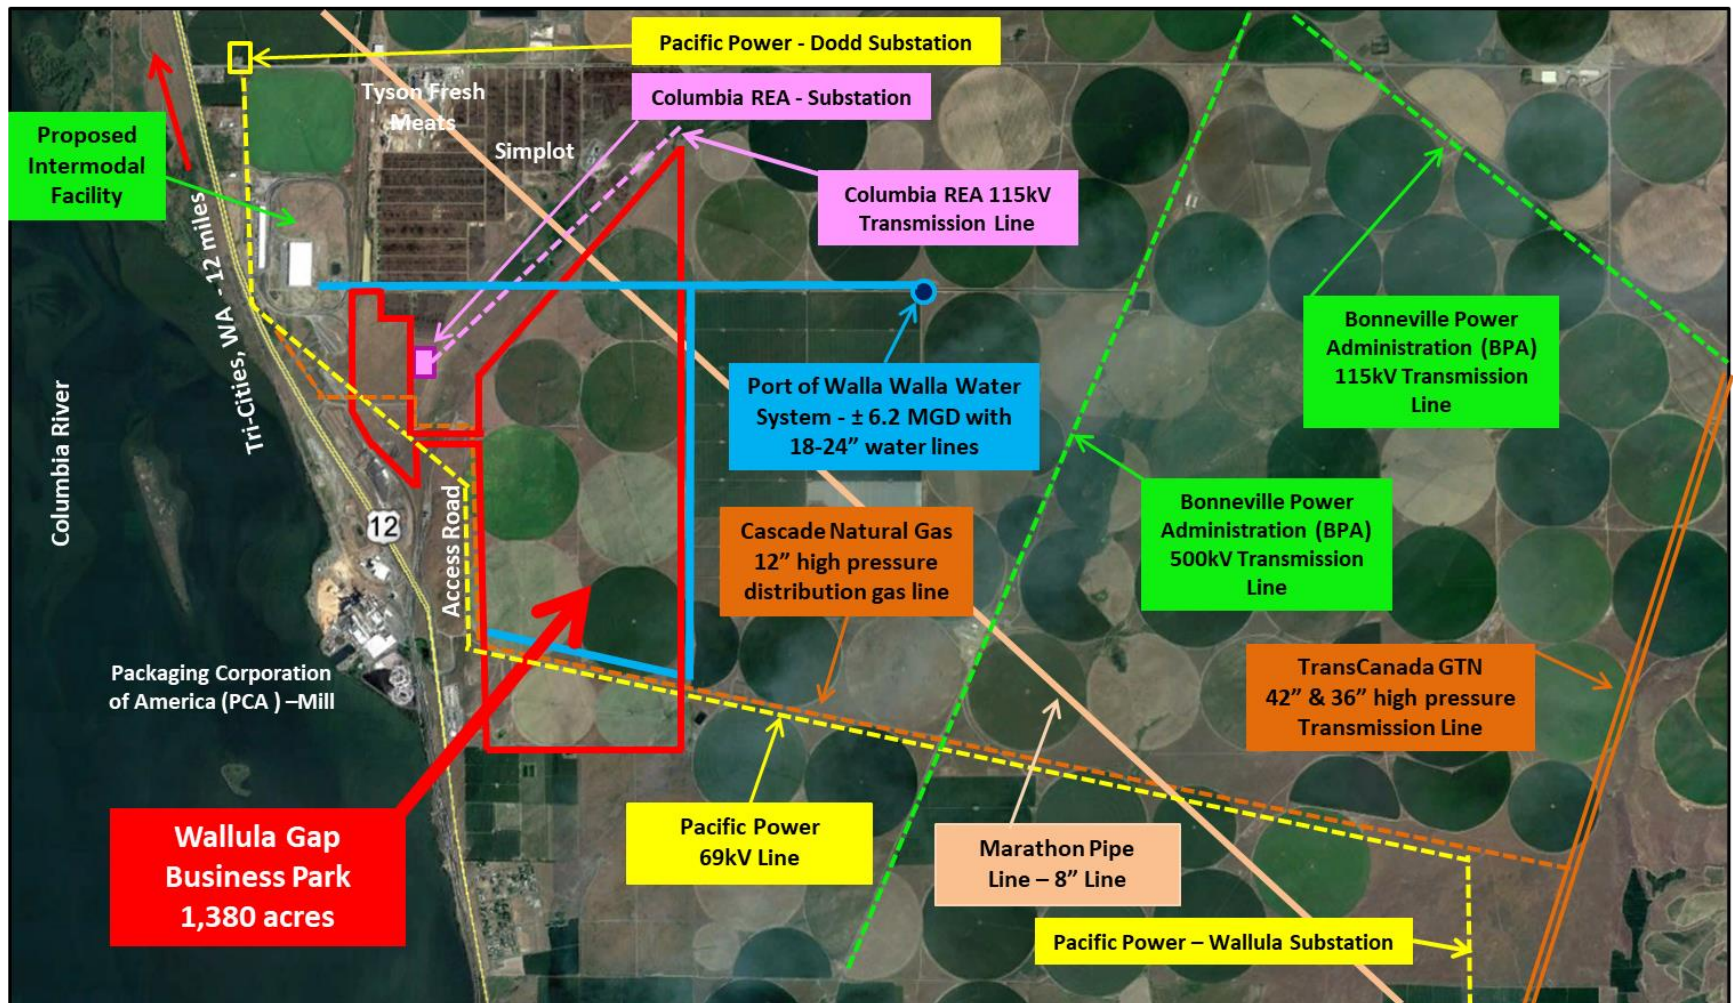 Pacific Power - Dodd Substation
Tyson Fresh
Meats
Columbia REA - Substation
Proposed
Intermodal
Facility
Simplot
Columbia REA 115kV
Transmission Line
Tri-Cities, WA - 12 miles
Bonneville Power
Administration (BPA)
115kV Transmission
Line
Port of Walla Walla Water
System - ± 6.2 MGD with
18-24” water lines
Columbia River
12
Access Road
Cascade Natural Gas
12” high pressure
distribution gas line
Bonneville Power
Administration (BPA)
500kV Transmission
Line
Packaging Corporation
of America (PCA ) –Mill
TransCanada GTN
42” & 36” high pressure
Transmission Line
Wallula Gap
Business Park
1,380 acres
Pacific Power
69kV Line
Marathon Pipe
Line – 8” Line
Pacific Power – Wallula Substation